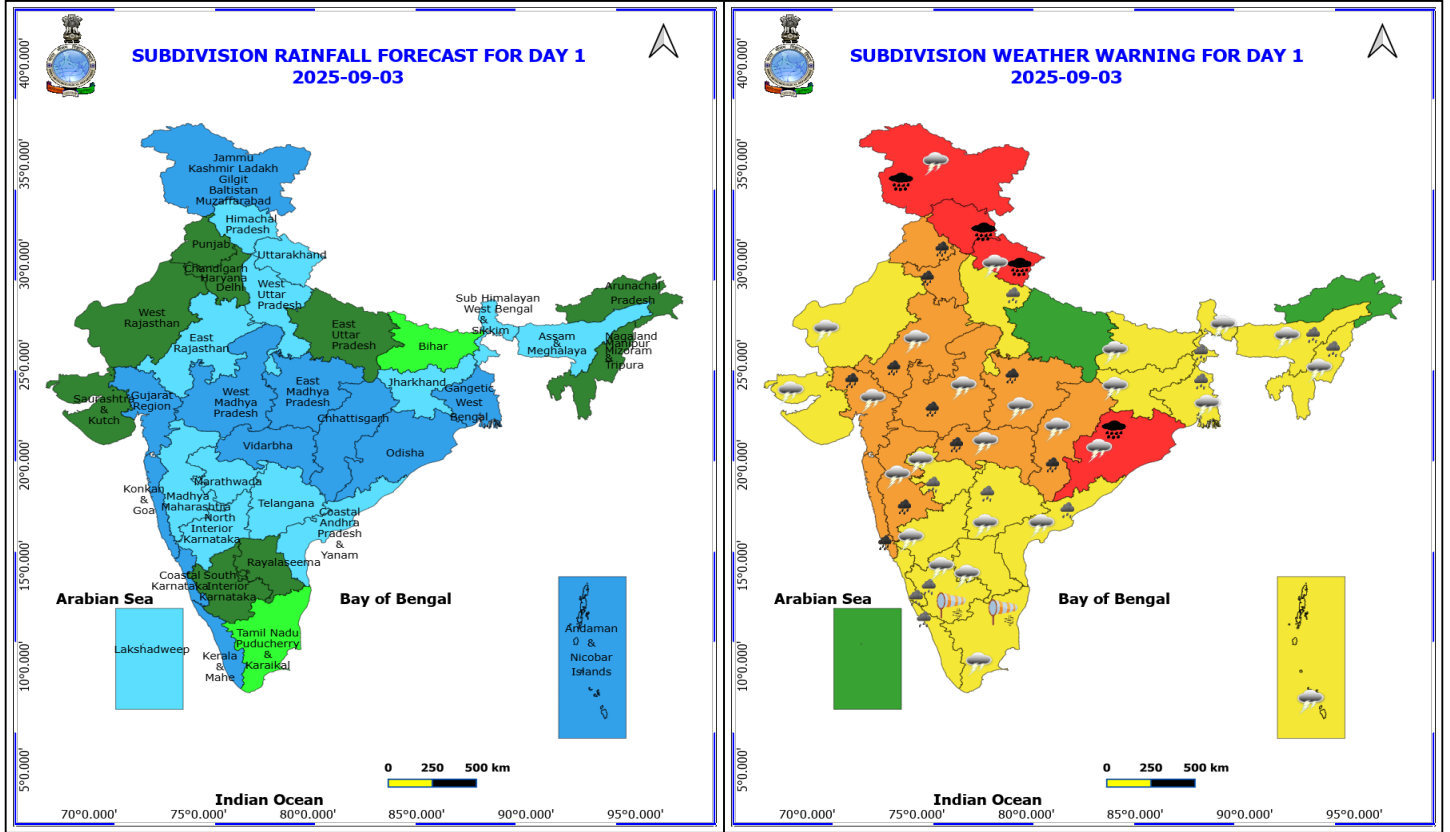 SUBDIVISION RAINFALL FORECAST FOR DAY 1
2025-09-03
40°0.000'
35°0.000'
30°0.000'
25°0.000'
20°0.000'
15°0.000'
10°0.000'
5°0.000'
Jammu
Kashmir Ladakh
Gilgit
Baltistan
Muzaffarabad
Himachal
Pradesh
Punjab
Uttarakhand
Chandigarh
Haryana
Delhi
West
Uttar
Pradesh
West
Rajasthan
East
Rajasthan
East
Uttar
Pradesh
Bihar
Sub Himalayan
West Bengal
&
Sikkim
Arunachal
Pradesh
Assam
&
Meghalaya
Nagaland
Manipur
Mizoram
&
Tripura
Jharkhand
Gangetic
West
Bengal
Saurashtra
&
Kutch
Gujarat
Region
West
Madhya
Pradesh
East
Madhya
Pradesh
Chhattisgarh
Vidarbha
Odisha
Konkan
&
Goa
Madhya
Maharashtra
Marathwada
Telangana
North
Interior
Karnataka
Coastal
Andhra
Pradesh
&
Yanam
Rayalaseema
Coastal
Karnataka
South
Interior
Karnataka
Tamil Nadu
Puducherry
&
Karaikal
Kerala
&
Mahe
Arabian Sea
Bay of Bengal
Lakshadweep
Andaman
&
Nicobar
Islands
0 250 500 km
Indian Ocean
70°0.000' 75°0.000' 80°0.000' 85°0.000' 90°0.000' 95°0.000'
SUBDIVISION WEATHER WARNING FOR DAY 1
2025-09-03
40°0.000'
35°0.000'
30°0.000'
25°0.000'
20°0.000'
15°0.000'
10°0.000'
5°0.000'
Arabian Sea
Bay of Bengal
0 250 500 km
Indian Ocean
70°0.000' 75°0.000' 80°0.000' 85°0.000' 90°0.000' 95°0.000'